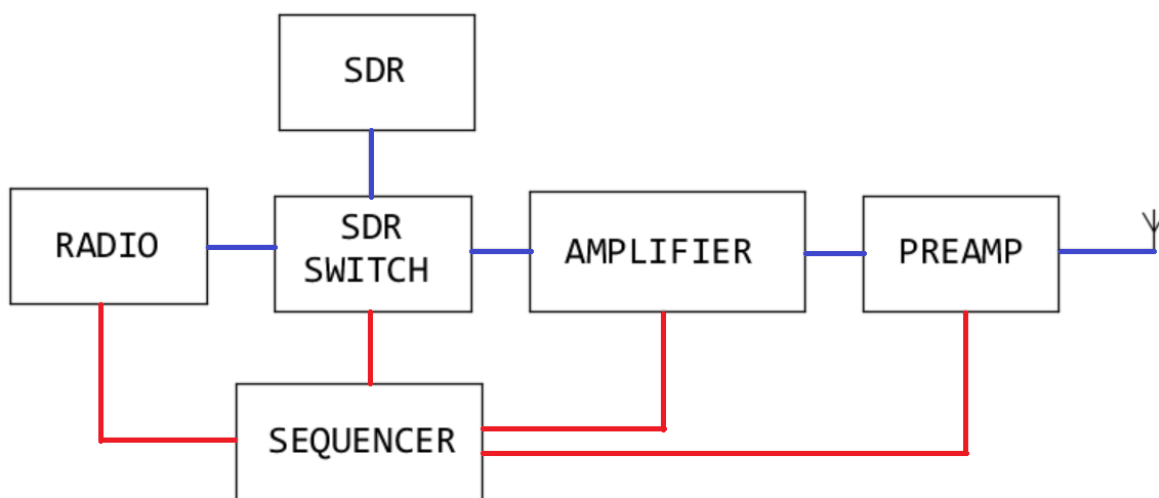 SDR
RADIO
SDR
SWITCH
AMPLIFIER
PREAMP
SEQUENCER